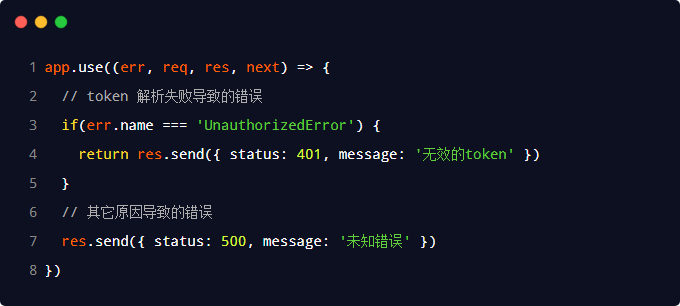 1 app.use((err, req, res, next) => {
2   // token 解析失败导致的错误
3   if(err.name === 'UnauthorizedError') {
4     return res.send({ status: 401, message: '无效的token' })
5   }
6   // 其它原因导致的错误
7   res.send({ status: 500, message: '未知错误' })
8 })